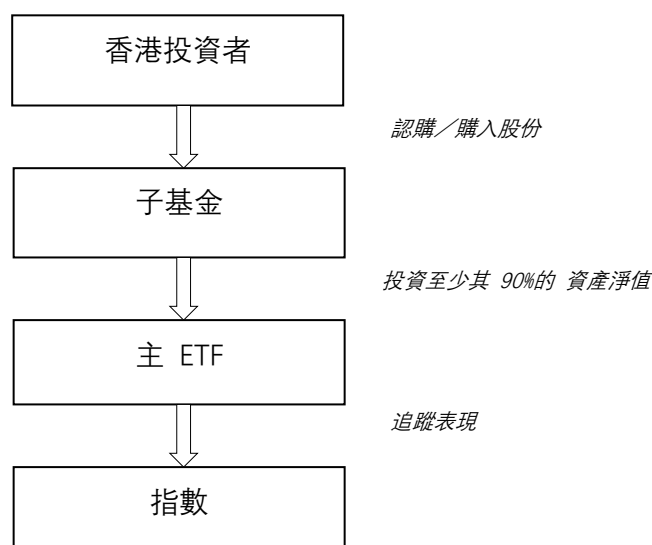 香港投資者
認購／購入股份
子基金
投資至少其 90%的 資產淨值
主 ETF
追蹤表現
指數